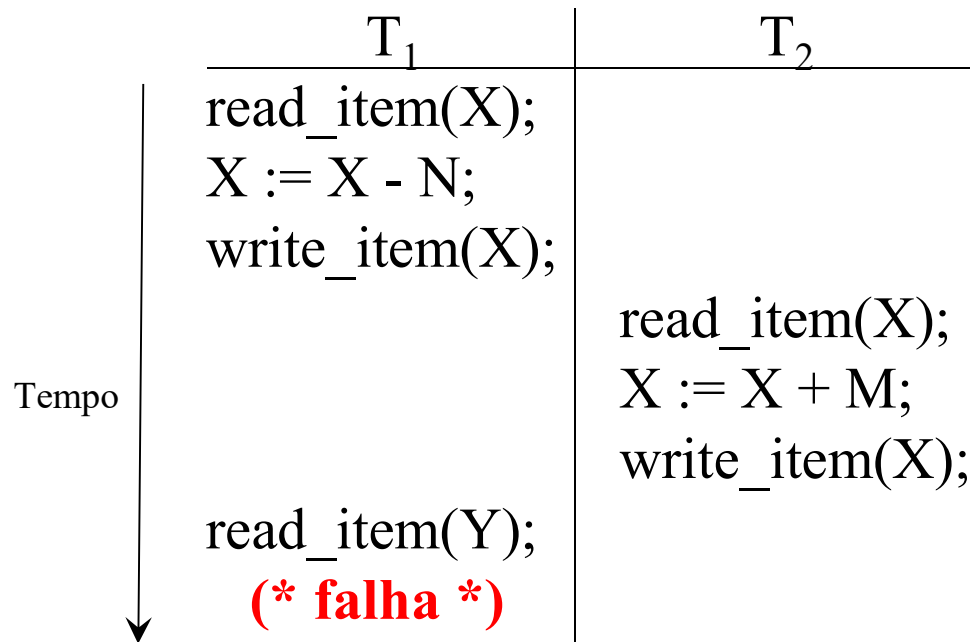 T₁ T₂
read_item(X);
X := X - N;
write_item(X);
read_item(X);
Tempo
X := X + M;
write_item(X);
read_item(Y);
(* falha *)